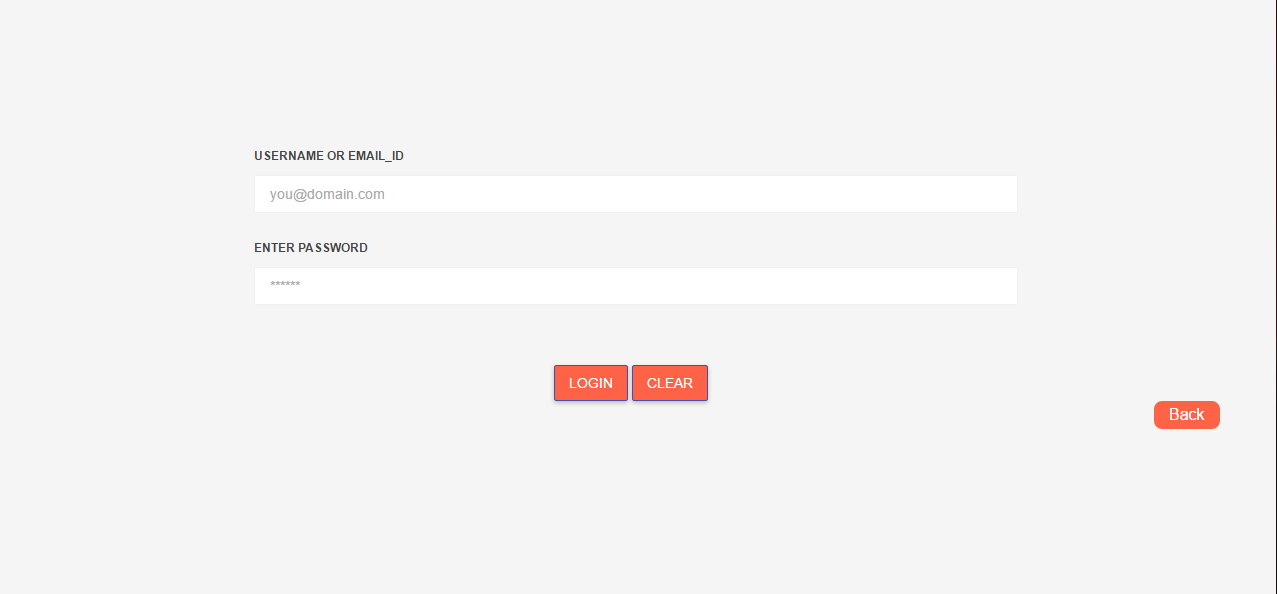 USERNAME OR EMAIL_ID
you@domain.com
ENTER PASSWORD
******
LOGIN CLEAR
Back